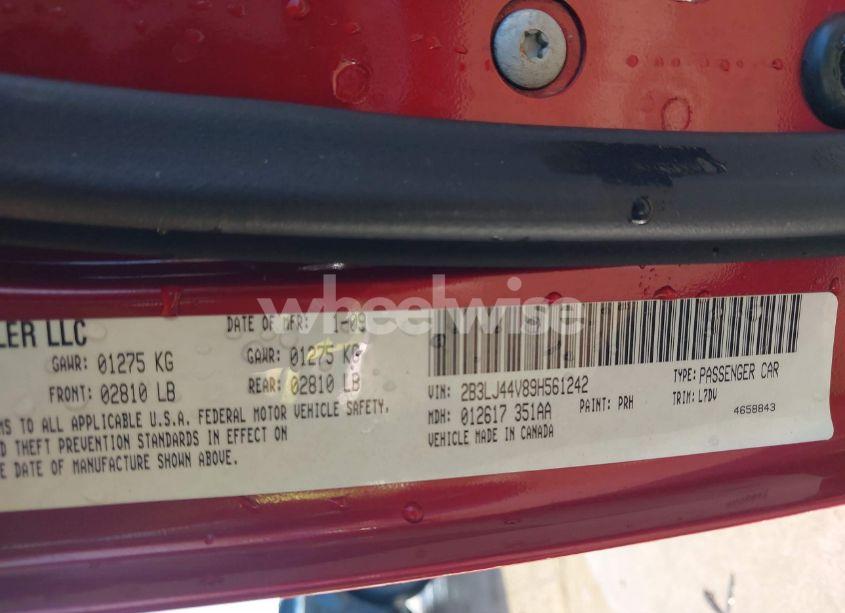 LER LLC
DATE OF MFR: 1-09
GAWR: 01275 KG
GAWR: 01275 KG
FRONT: 02810 LB
REAR: 02810 LB
MS TO ALL APPLICABLE U.S.A. FEDERAL MOTOR VEHICLE SAFETY,
D THEFT PREVENTION STANDARDS IN EFFECT ON
E DATE OF MANUFACTURE SHOWN ABOVE.
VIN: 2B3LJ44V89H561242
TYPE: PASSENGER CAR
MDH: 012617 351AA
PAINT: PRH
TRIM: L7DV
VEHICLE MADE IN CANADA
4658843
wheelwise